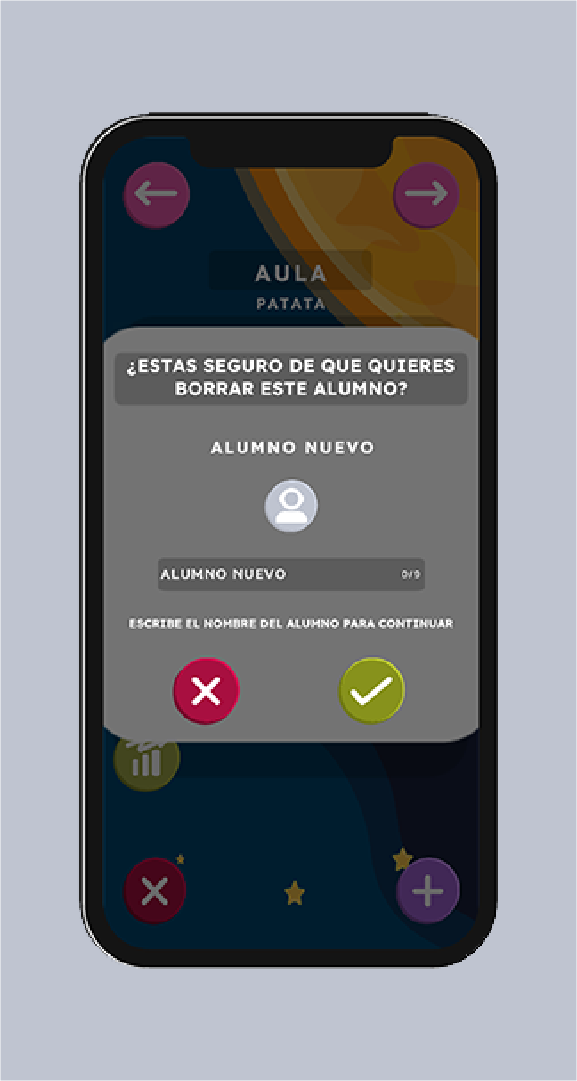 AULA
PATATA
¿ESTAS SEGURO DE QUE QUIERES
BORRAR ESTE ALUMNO?
ALUMNO NUEVO
ALUMNO NUEVO 0/9
ESCRIBE EL NOMBRE DEL ALUMNO PARA CONTINUAR